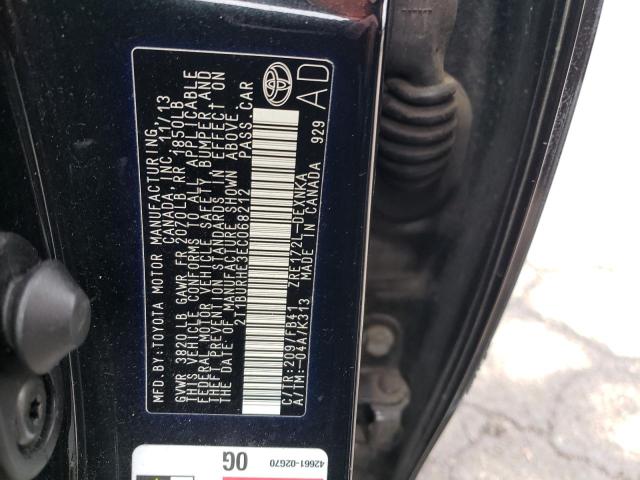 MFD.BY:TOYOTA MOTOR MANUFACTURING,
CANADA, INC. 11/13
GVWR 3820LB GAWR FR 2070LB RR 1850LB
THIS VEHICLE CONFORMS TO ALL APPLICABLE
FEDERAL MOTOR VEHICLE SAFETY, BUMPER AND
THEFT PREVENTION STANDARDS IN EFFECT ON
THE DATE OF MANUFACTURE SHOWN ABOVE.
2T1BURHE3EC068212 PASS.CAR
AD
C/TR:209/FB41 ZRE172L-DEXNKA
A/TM:-04A/K313 MADE IN CANADA 929
42661-02G70
0G